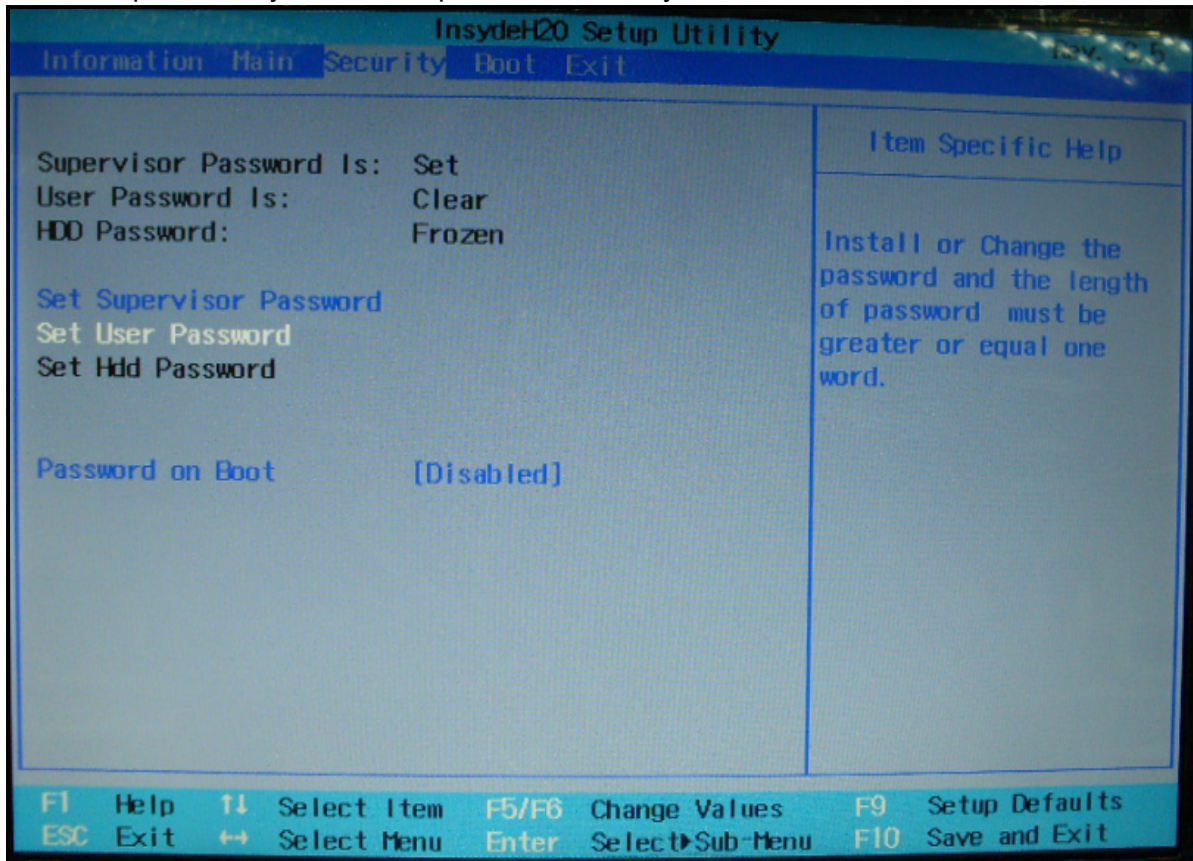 InsydeH2O Setup Utility
Rev. 3.5
Information Main Security Boot Exit
Item Specific Help
Supervisor Password Is: Set
User Password Is: Clear
HDD Password: Frozen
Install or Change the
password and the length
of password must be
greater or equal one
word.
Set Supervisor Password
Set User Password
Set Hdd Password
Password on Boot [Disabled]
F1 Help ↑↓ Select Item F5/F6 Change Values F9 Setup Defaults
ESC Exit ↔ Select Menu Enter Select▶Sub-Menu F10 Save and Exit